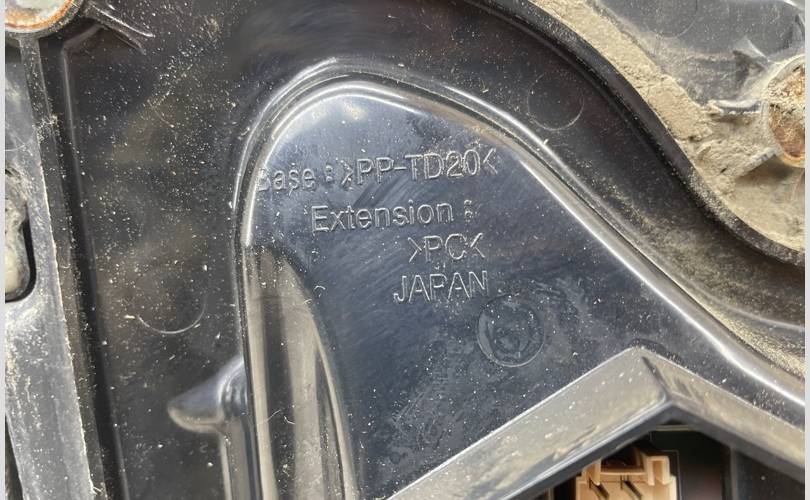 Base : >PP-TD20<
Extension :
>PC<
JAPAN